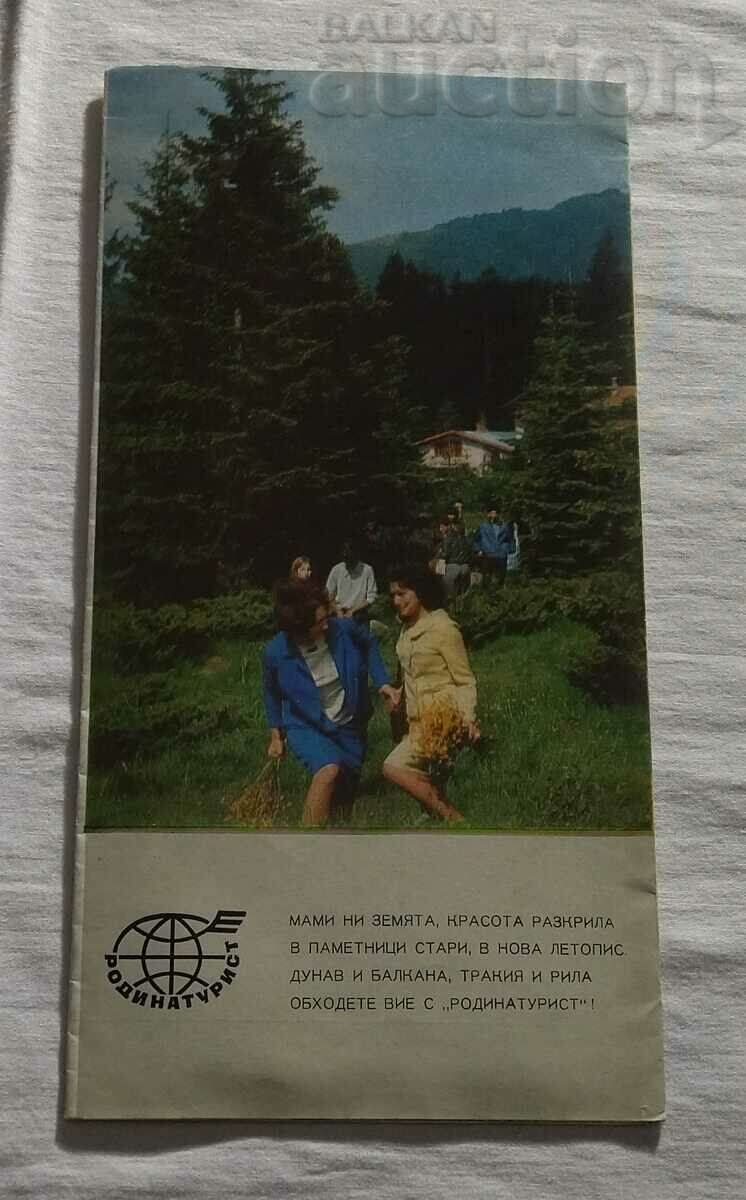 BALKAN
auction
РОДИНАТУРИСТ
МАМИ НИ ЗЕМЯТА, КРАСОТА РАЗКРИЛА
В ПАМЕТНИЦИ СТАРИ, В НОВА ЛЕТОПИС.
ДУНАВ И БАЛКАНА, ТРАКИЯ И РИЛА
ОБХОДЕТЕ ВИЕ С „РОДИНАТУРИСТ“!